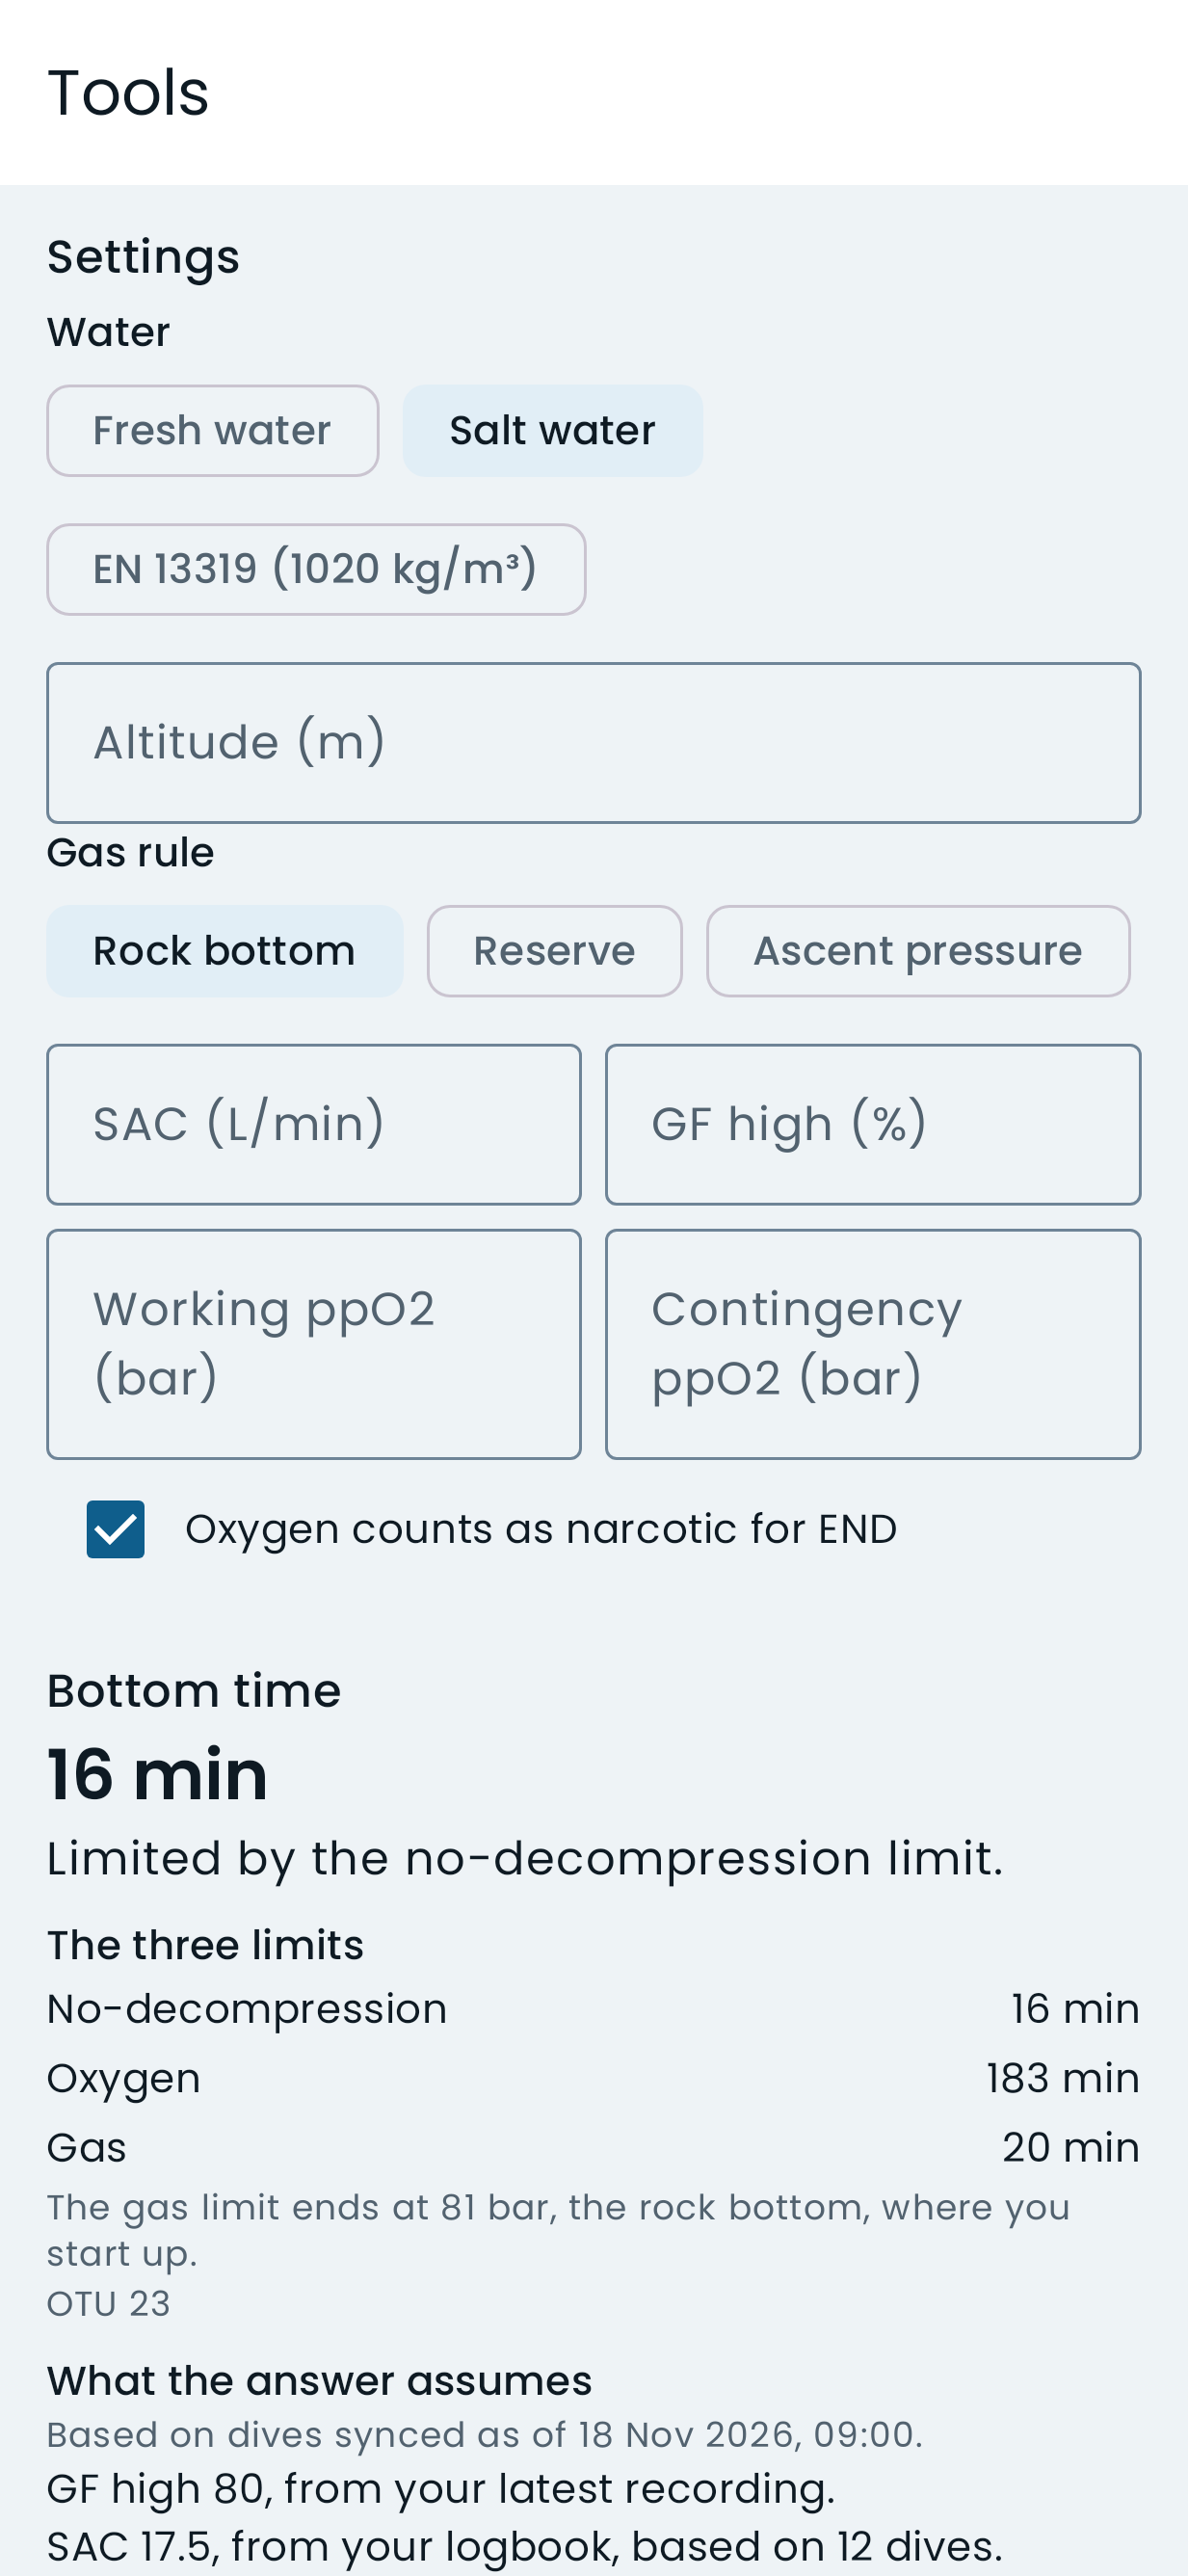 Tools
Settings
Water
Fresh water
Salt water
EN 13319 (1020 kg/m³)
Altitude (m)
Gas rule
Rock bottom
Reserve
Ascent pressure
SAC (L/min)
GF high (%)
Working ppO2
(bar)
Contingency
ppO2 (bar)
Oxygen counts as narcotic for END
Bottom time
16 min
Limited by the no-decompression limit.
The three limits
No-decompression 16 min
Oxygen 183 min
Gas 20 min
The gas limit ends at 81 bar, the rock bottom, where you
start up.
OTU 23
What the answer assumes
Based on dives synced as of 18 Nov 2026, 09:00.
GF high 80, from your latest recording.
SAC 17.5, from your logbook, based on 12 dives.